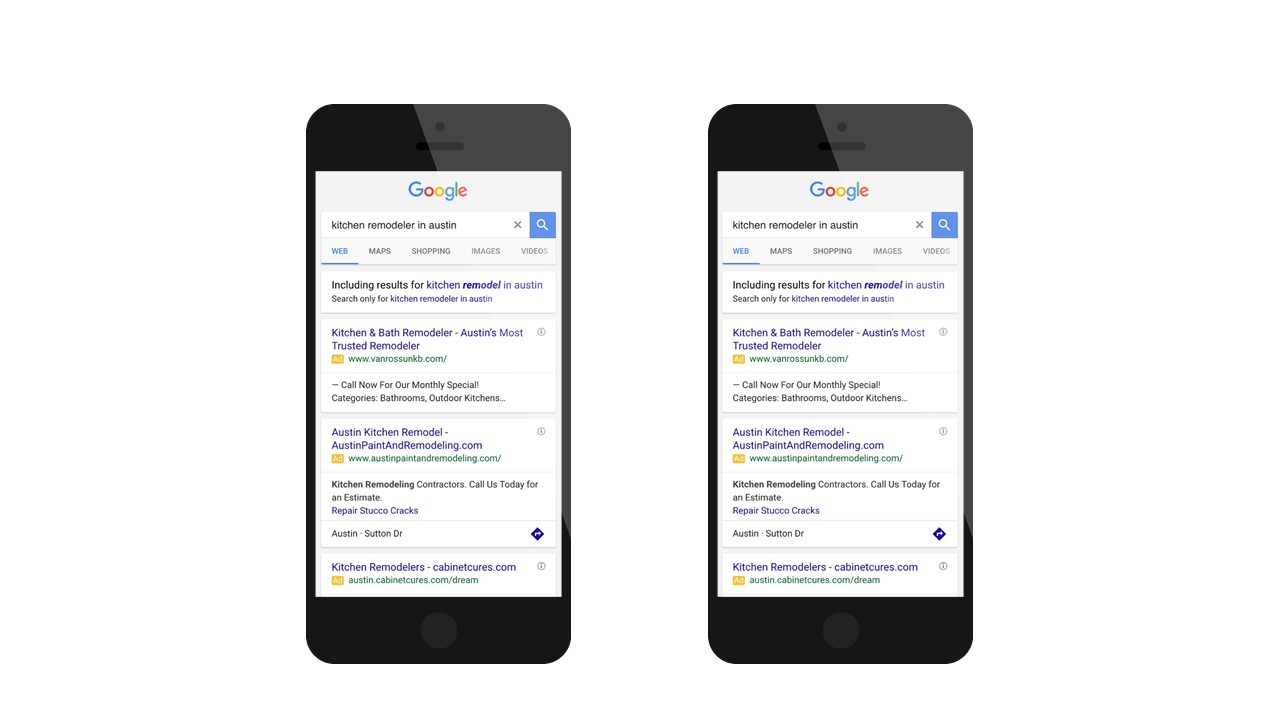 Google
kitchen remodeler in austin
WEB MAPS SHOPPING IMAGES VIDEOS
Including results for kitchen remodel in austin
Search only for kitchen remodeler in austin
Kitchen & Bath Remodeler - Austin's Most
Trusted Remodeler
Ad www.vanrossunkb.com/
— Call Now For Our Monthly Special!
Categories: Bathrooms, Outdoor Kitchens...
Austin Kitchen Remodel -
AustinPaintAndRemodeling.com
Ad www.austinpaintandremodeling.com/
Kitchen Remodeling Contractors. Call Us Today for
an Estimate.
Repair Stucco Cracks
Austin · Sutton Dr
Kitchen Remodelers - cabinetcures.com
Ad austin.cabinetcures.com/dream
Google
kitchen remodeler in austin
WEB MAPS SHOPPING IMAGES VIDEOS
Including results for kitchen remodel in austin
Search only for kitchen remodeler in austin
Kitchen & Bath Remodeler - Austin's Most
Trusted Remodeler
Ad www.vanrossunkb.com/
— Call Now For Our Monthly Special!
Categories: Bathrooms, Outdoor Kitchens...
Austin Kitchen Remodel -
AustinPaintAndRemodeling.com
Ad www.austinpaintandremodeling.com/
Kitchen Remodeling Contractors. Call Us Today for
an Estimate.
Repair Stucco Cracks
Austin · Sutton Dr
Kitchen Remodelers - cabinetcures.com
Ad austin.cabinetcures.com/dream